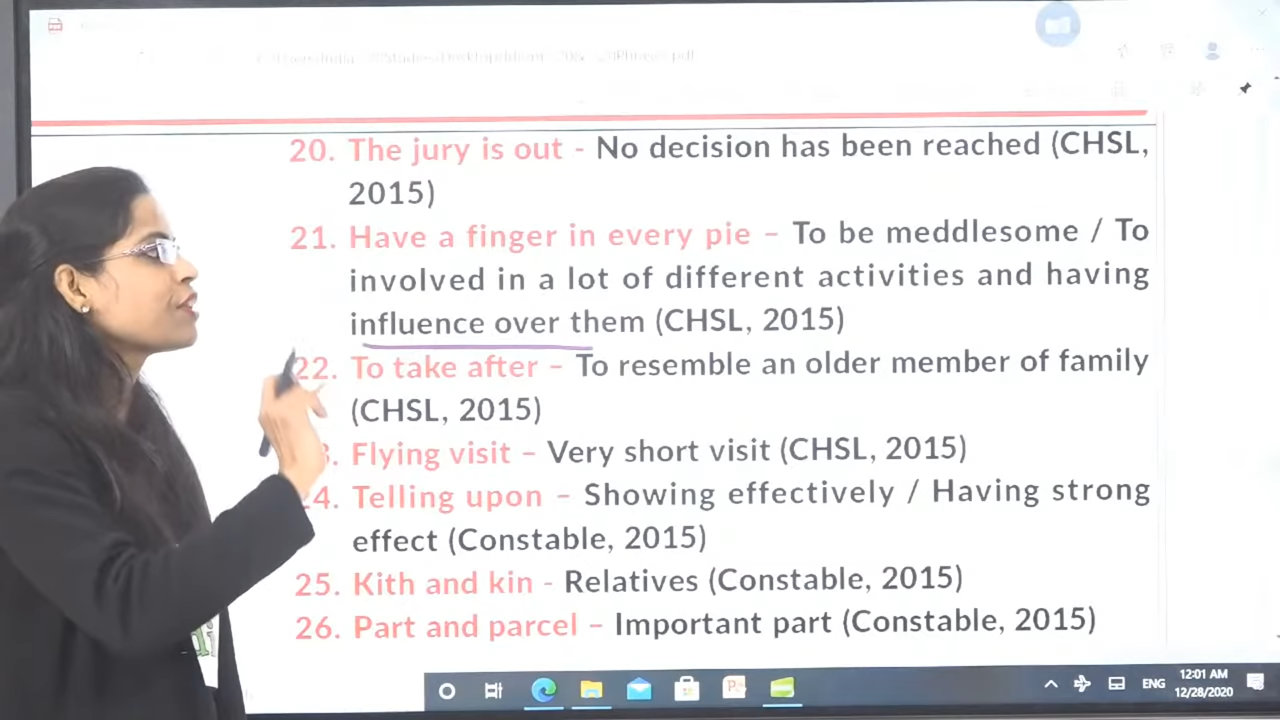 20. The jury is out - No decision has been reached (CHSL,
2015)
21. Have a finger in every pie – To be meddlesome / To
involved in a lot of different activities and having
influence over them (CHSL, 2015)
22. To take after – To resemble an older member of family
(CHSL, 2015)
3. Flying visit – Very short visit (CHSL, 2015)
24. Telling upon – Showing effectively / Having strong
effect (Constable, 2015)
25. Kith and kin - Relatives (Constable, 2015)
26. Part and parcel – Important part (Constable, 2015)
ENG
12:01 AM
12/28/2020